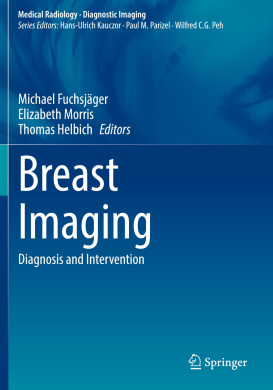 Medical Radiology · Diagnostic Imaging
Series Editors: Hans-Ulrich Kauczor · Paul M. Parizel · Wilfred C.G. Peh
Michael Fuchsjäger
Elizabeth Morris
Thomas Helbich Editors
Breast
Imaging
Diagnosis and Intervention
Springer